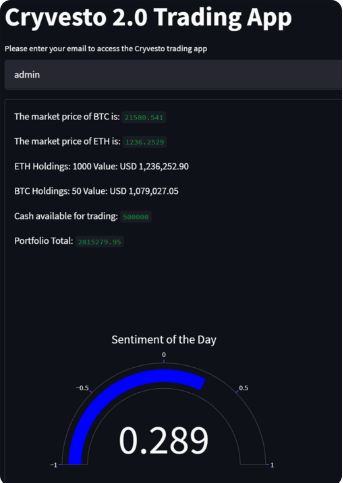 Cryvesto 2.0 Trading App
Please enter your email to access the Cryvesto trading app
admin
The market price of BTC is: 21580.541
The market price of ETH is: 1236.2529
ETH Holdings: 1000 Value: USD 1,236,252.90
BTC Holdings: 50 Value: USD 1,079,027.05
Cash available for trading: 500000
Portfolio Total: 2815279.95
Sentiment of the Day
0
−0.5
0.5
0.289
−1
1